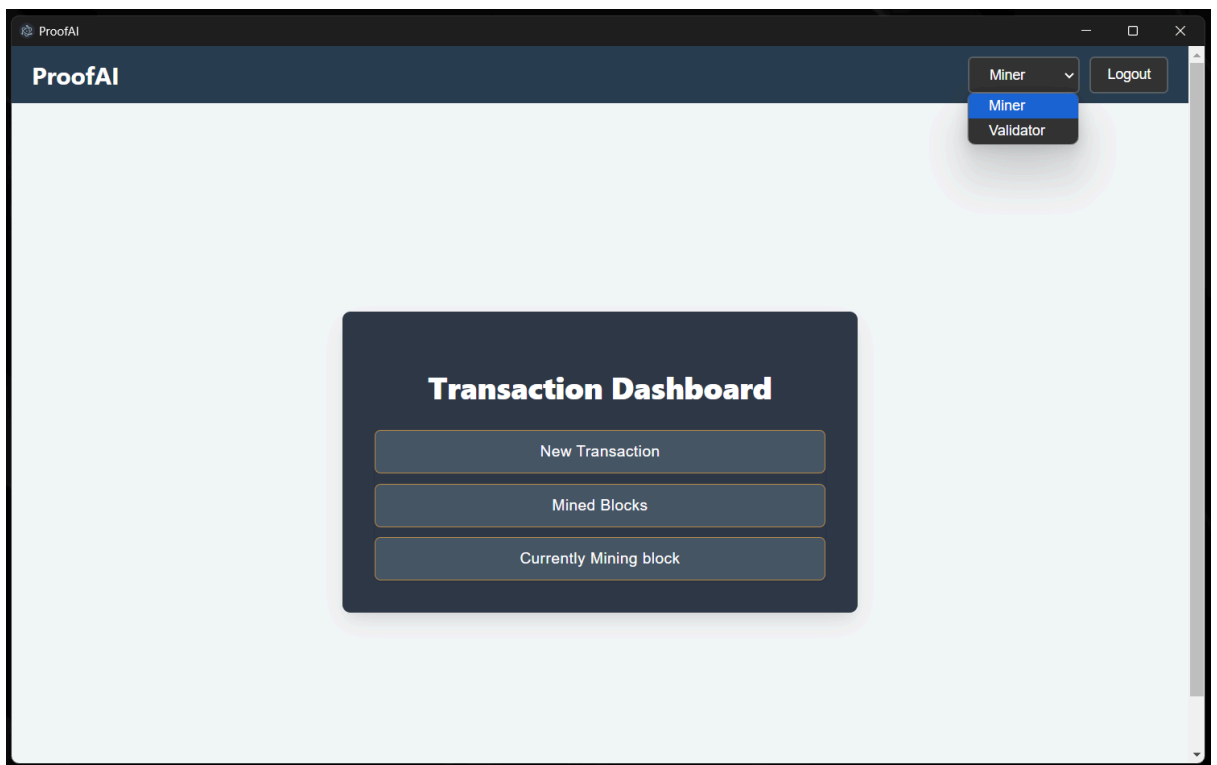 ProofAI
ProofAI
Miner
Logout
Miner
Validator
Transaction Dashboard
New Transaction
Mined Blocks
Currently Mining block